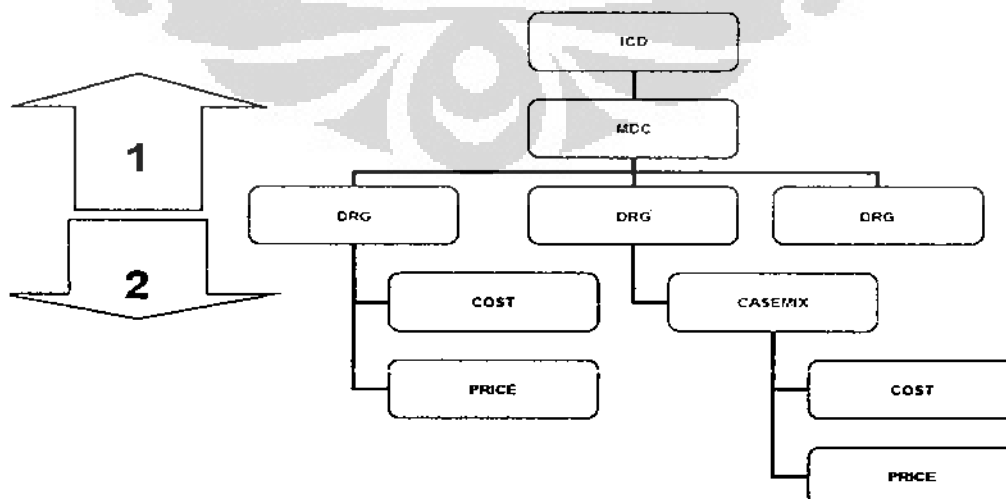 ICD
MDC
1
DRG
DRG
DRG
2
COST
CASEMIX
PRICE
COST
PRICE